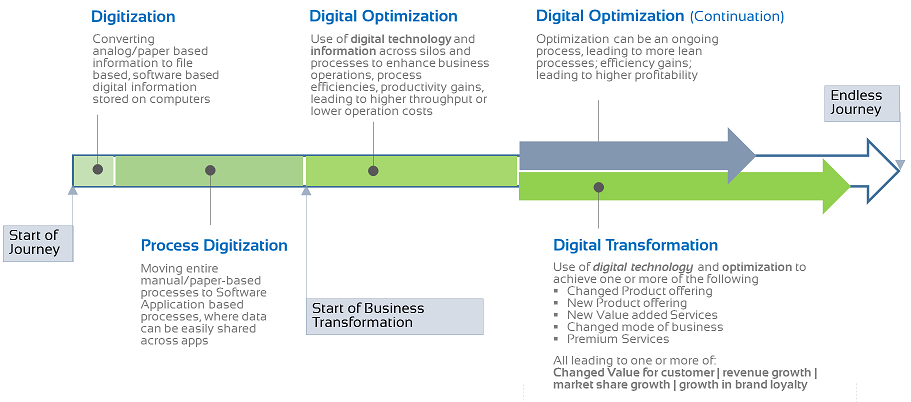 Digitization
Converting
analog/paper based
information to file
based, software based
digital information
stored on computers
Digital Optimization
Use of digital technology and
information across silos and
processes to enhance business
operations, process
efficiencies, productivity gains,
leading to higher throughput or
lower operation costs
Digital Optimization (Continuation)
Optimization can be an ongoing
process, leading to more lean
processes; efficiency gains;
leading to higher profitability
Endless
Journey
Start of
Journey
Process Digitization
Moving entire
manual/paper-based
processes to Software
Application based
processes, where data
can be easily shared
across apps
Start of Business
Transformation
Digital Transformation
Use of digital technology and optimization to
achieve one or more of the following
▪ Changed Product offering
▪ New Product offering
▪ New Value added Services
▪ Changed mode of business
▪ Premium Services
All leading to one or more of:
Changed Value for customer| revenue growth |
market share growth | growth in brand loyalty